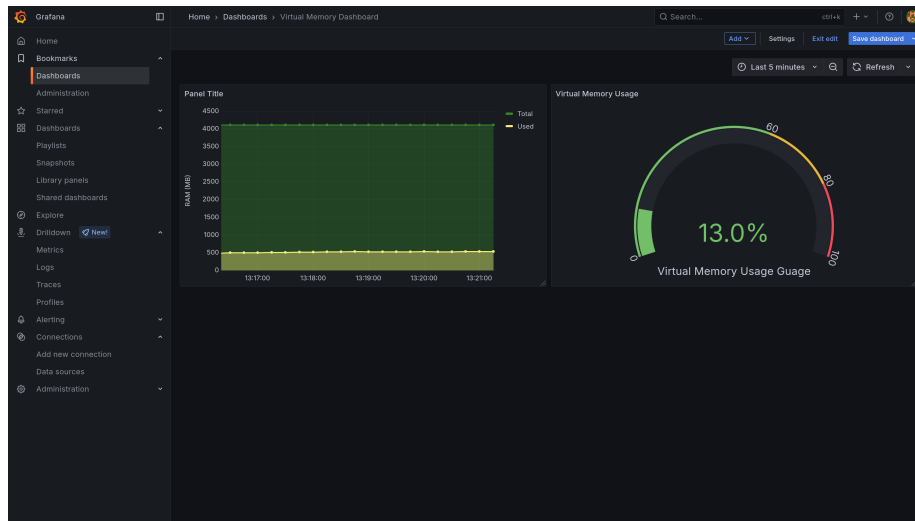 Grafana
Home › Dashboards › Virtual Memory Dashboard
Search...
ctrl+k
Add
Settings
Exit edit
Save dashboard
Last 5 minutes
Refresh
Home
Bookmarks
Dashboards
Administration
Starred
Dashboards
Playlists
Snapshots
Library panels
Shared dashboards
Explore
Drilldown
New!
Metrics
Logs
Traces
Profiles
Alerting
Connections
Add new connection
Data sources
Administration
Panel Title
RAM (MB)
4500
4000
3500
3000
2500
2000
1500
1000
500
0
13:17:00
13:18:00
13:19:00
13:20:00
13:21:00
Total
Used
Virtual Memory Usage
0
60
80
100
13.0%
Virtual Memory Usage Guage